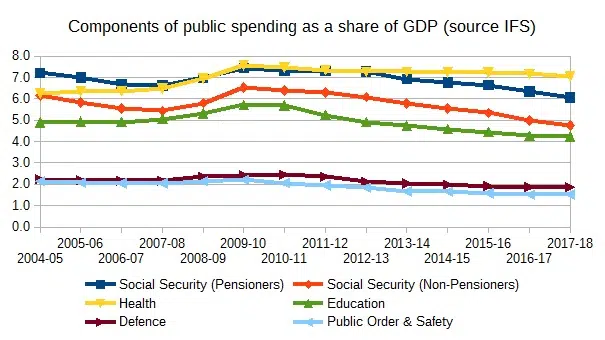 Components of public spending as a share of GDP (source IFS)
8.0
7.0
6.0
5.0
4.0
3.0
2.0
1.0
0.0
2005-06 2007-08 2009-10 2011-12 2013-14 2015-16 2017-18
2004-05 2006-07 2008-09 2010-11 2012-13 2014-15 2016-17
Social Security (Pensioners) Social Security (Non-Pensioners)
Health Education
Defence Public Order & Safety